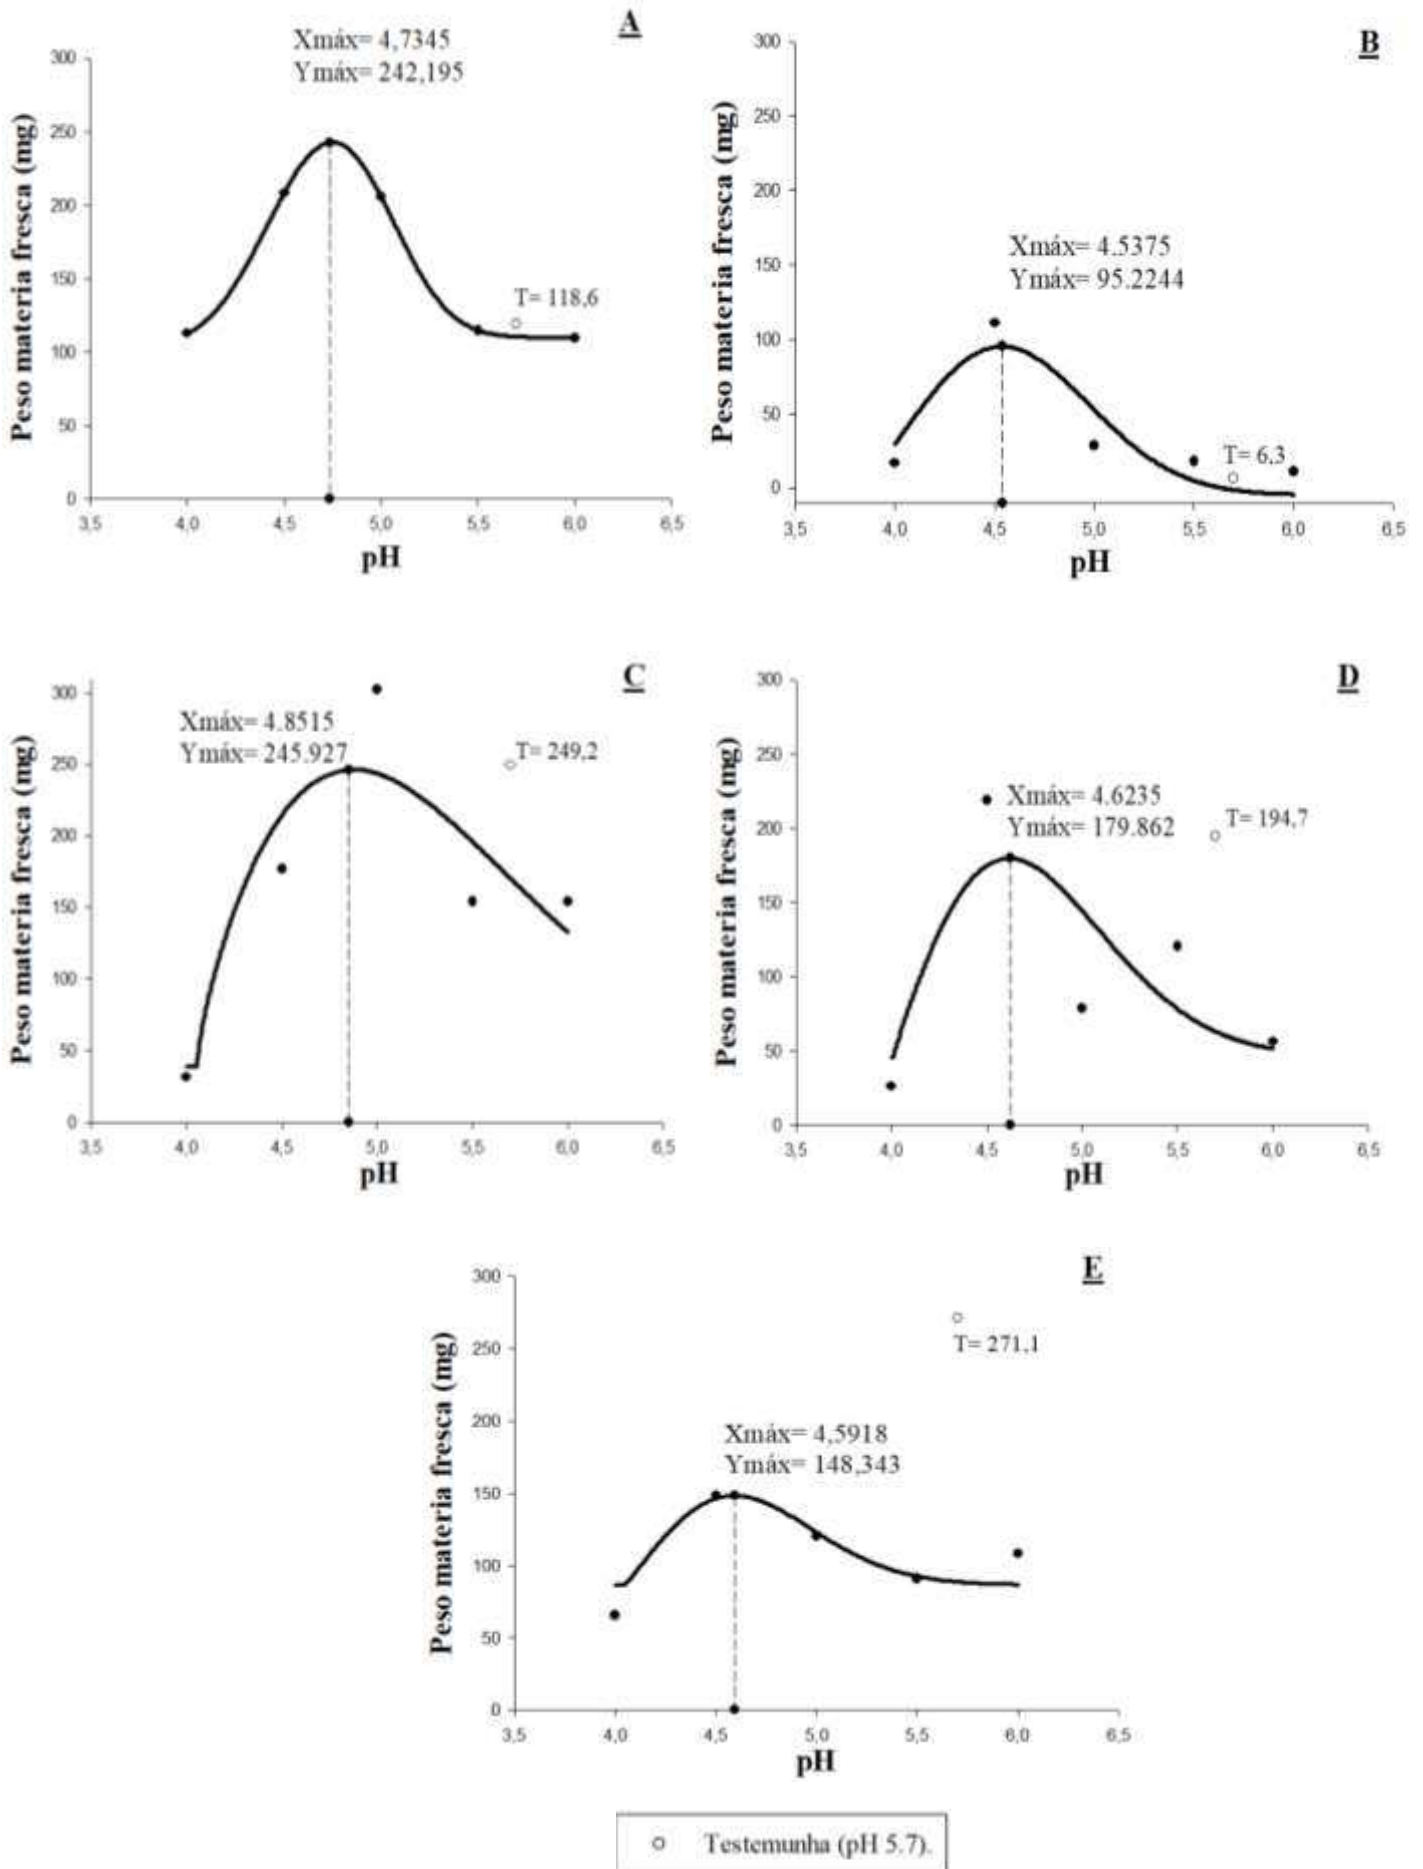 A
Xmáx= 4,7345
Ymáx= 242,195
300
250
200
150
100
50
0
Peso materia fresca (mg)
T= 118,6
3,5 4,0 4,5 5,0 5,5 6,0 6,5
pH
B
300
250
200
150
100
50
0
Peso materia fresca (mg)
Xmáx= 4.5375
Ymáx= 95.2244
T= 6,3
3,5 4,0 4,5 5,0 5,5 6,0 6,5
pH
C
300
250
200
150
100
50
0
Peso materia fresca (mg)
Xmáx= 4.8515
Ymáx= 245.927
T= 249,2
3,5 4,0 4,5 5,0 5,5 6,0 6,5
pH
D
300
250
200
150
100
50
0
Peso materia fresca (mg)
Xmáx= 4.6235
Ymáx= 179.862
T= 194,7
3,5 4,0 4,5 5,0 5,5 6,0 6,5
pH
E
300
250
200
150
100
50
0
Peso materia fresca (mg)
T= 271,1
Xmáx= 4,5918
Ymáx= 148,343
3,5 4,0 4,5 5,0 5,5 6,0 6,5
pH
Testemunha (pH 5.7).